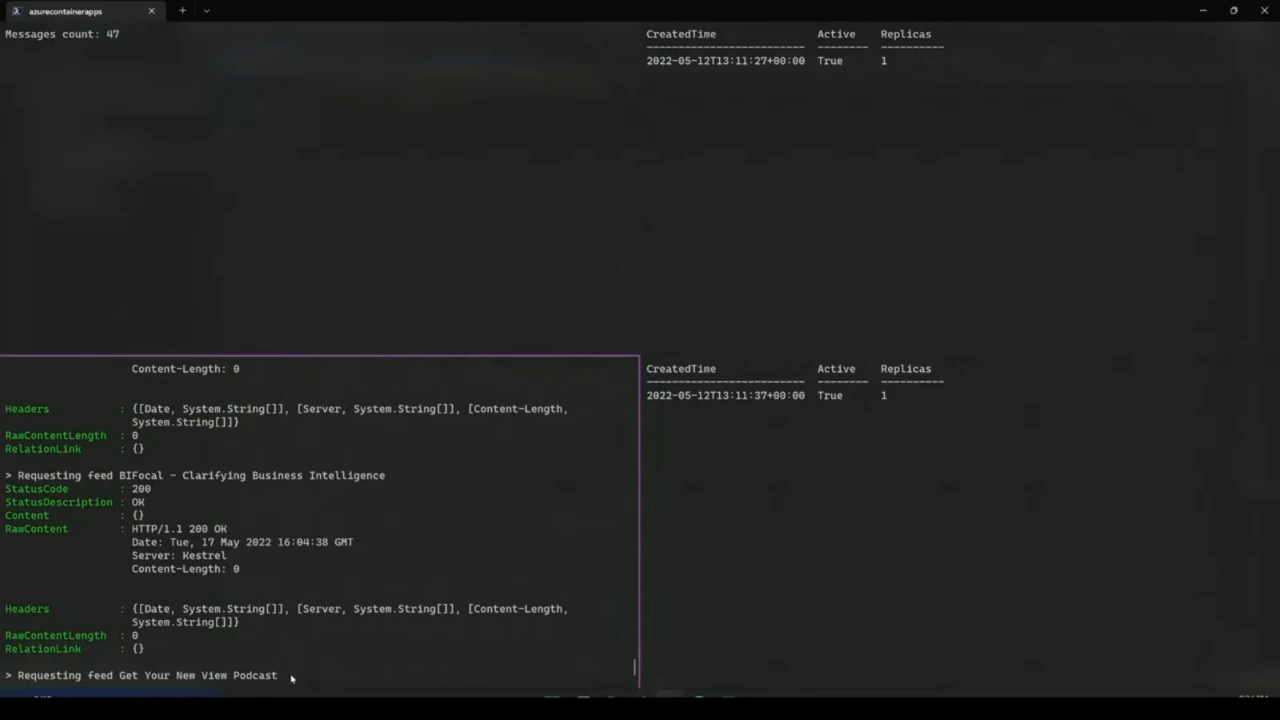 azurecontainerapps
Messages count: 47
CreatedTime Active Replicas
------------------------- -------- ----------
2022-05-12T13:11:27+00:00 True 1
Content-Length: 0
Headers : {[Date, System.String[]], [Server, System.String[]], [Content-Length,
System.String[]]}
RawContentLength : 0
RelationLink : {}
> Requesting feed BIFocal - Clarifying Business Intelligence
StatusCode : 200
StatusDescription : OK
Content : {}
RawContent : HTTP/1.1 200 OK
Date: Tue, 17 May 2022 16:04:38 GMT
Server: Kestrel
Content-Length: 0
Headers : {[Date, System.String[]], [Server, System.String[]], [Content-Length,
System.String[]]}
RawContentLength : 0
RelationLink : {}
> Requesting feed Get Your New View Podcast
CreatedTime Active Replicas
------------------------- -------- ----------
2022-05-12T13:11:37+00:00 True 1